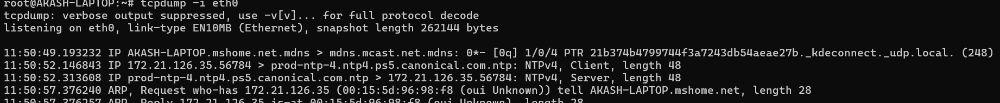 root@AKASH-LAPTOP:~# tcpdump -i eth0
tcpdump: verbose output suppressed, use -v[v]... for full protocol decode
listening on eth0, link-type EN10MB (Ethernet), snapshot length 262144 bytes
11:50:49.193232 IP AKASH-LAPTOP.mshome.net.mdns > mdns.mcast.net.mdns: 0*- [0q] 1/0/4 PTR 21b374b4799744f3a7243db54aeae27b._kdeconnect._udp.local. (248)
11:50:52.146843 IP 172.21.126.35.56784 > prod-ntp-4.ntp4.ps5.canonical.com.ntp: NTPv4, Client, length 48
11:50:52.313608 IP prod-ntp-4.ntp4.ps5.canonical.com.ntp > 172.21.126.35.56784: NTPv4, Server, length 48
11:50:57.376240 ARP, Request who-has 172.21.126.35 (00:15:5d:96:98:f8 (oui Unknown)) tell AKASH-LAPTOP.mshome.net, length 28
11:50:57.376257 ARP, Reply 172.21.126.35 is-at 00:15:5d:96:98:f8 (oui Unknown), length 28